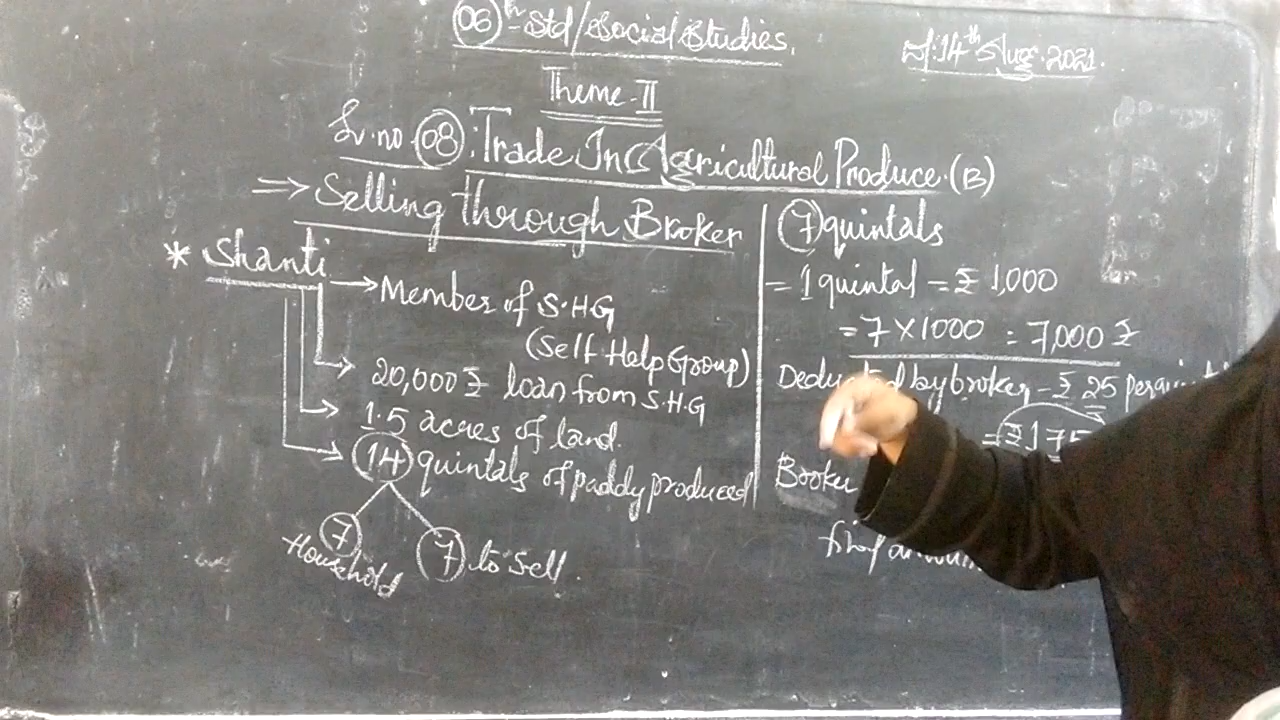 06th Std/Social Studies.
Dt:14th Aug. 2021.
Theme-II
Lr.no. 08: Trade In Agricultural Produce.(B)
=> Selling through Broker
* Shanti
→ Member of S.H.G
(Self Help Group)
→ 20,000 ₹ loan from S.H.G
→ 1.5 acres of land.
→ 14 quintals of paddy produced
7 Household
7 to sell.
7 quintals
= 1 quintal = ₹ 1,000
= 7 X 1000 = 7,000 ₹
Deducted by broker - ₹ 25 per
= ₹ 175
Broker